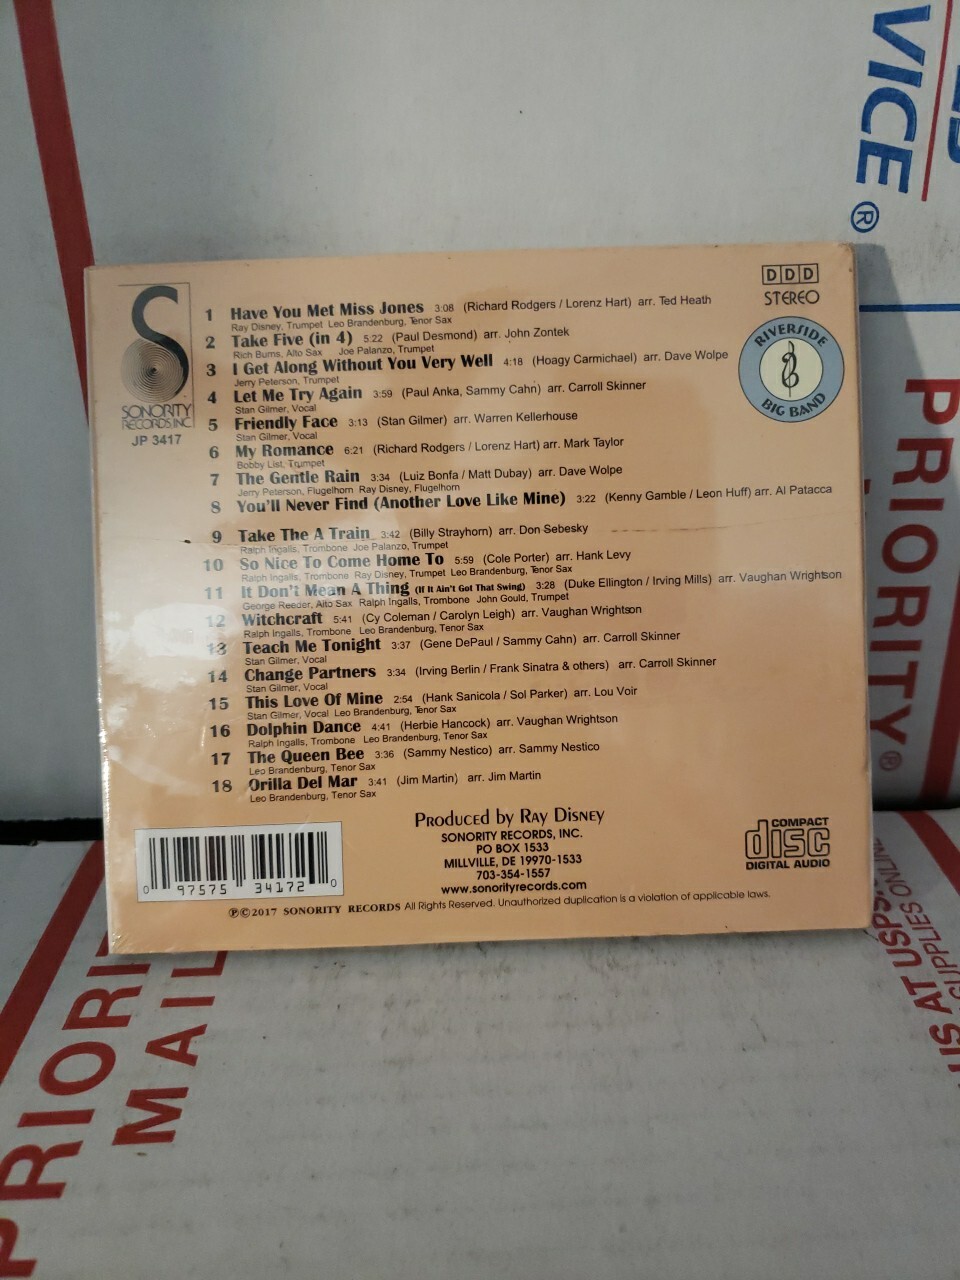 VICE®
DDD
STEREO
RIVERSIDE
BIG BAND
SONORITY
RECORDS, INC.
JP 3417
1 Have You Met Miss Jones 3:08 (Richard Rodgers / Lorenz Hart) arr. Ted Heath
Ray Disney, Trumpet Leo Brandenburg, Tenor Sax
2 Take Five (in 4) 5:22 (Paul Desmond) arr. John Zontek
Rich Burns, Alto Sax Joe Palanzo, Trumpet
3 I Get Along Without You Very Well 4:18 (Hoagy Carmichael) arr. Dave Wolpe
Jerry Peterson, Trumpet
4 Let Me Try Again 3:59 (Paul Anka, Sammy Cahn) arr. Carroll Skinner
Stan Gilmer, Vocal
5 Friendly Face 3:13 (Stan Gilmer) arr. Warren Kellerhouse
Stan Gilmer, Vocal
6 My Romance 6:21 (Richard Rodgers / Lorenz Hart) arr. Mark Taylor
Bobby List, Trumpet
7 The Gentle Rain 3:34 (Luiz Bonfa / Matt Dubay) arr. Dave Wolpe
Jerry Peterson, Flugelhorn Ray Disney, Flugelhorn
8 You'll Never Find (Another Love Like Mine) 3:22 (Kenny Gamble / Leon Huff) arr. Al Patacca
9 Take The A Train 3:42 (Billy Strayhorn) arr. Don Sebesky
Ralph Ingalls, Trombone Joe Palanzo, Trumpet
10 So Nice To Come Home To 5:59 (Cole Porter) arr. Hank Levy
Ralph Ingalls, Trombone Ray Disney, Trumpet Leo Brandenburg, Tenor Sax
11 It Don't Mean A Thing (If It Ain't Got That Swing) 3:28 (Duke Ellington / Irving Mills) arr. Vaughan Wrightson
George Reeder, Alto Sax Ralph Ingalls, Trombone John Gould, Trumpet
12 Witchcraft 5:41 (Cy Coleman / Carolyn Leigh) arr. Vaughan Wrightson
Ralph Ingalls, Trombone Leo Brandenburg, Tenor Sax
13 Teach Me Tonight 3:37 (Gene DePaul / Sammy Cahn) arr. Carroll Skinner
Stan Gilmer, Vocal
14 Change Partners 3:34 (Irving Berlin / Frank Sinatra & others) arr. Carroll Skinner
Stan Gilmer, Vocal
15 This Love Of Mine 2:54 (Hank Sanicola / Sol Parker) arr. Lou Voir
Stan Gilmer, Vocal Leo Brandenburg, Tenor Sax
16 Dolphin Dance 4:41 (Herbie Hancock) arr. Vaughan Wrightson
Ralph Ingalls, Trombone Leo Brandenburg, Tenor Sax
17 The Queen Bee 3:36 (Sammy Nestico) arr. Sammy Nestico
Leo Brandenburg, Tenor Sax
18 Orilla Del Mar 3:41 (Jim Martin) arr. Jim Martin
Leo Brandenburg, Tenor Sax
Produced by Ray Disney
SONORITY RECORDS, INC.
PO BOX 1533
MILLVILLE, DE 19970-1533
703-354-1557
www.sonorityrecords.com
0 97575 34172 0
COMPACT
disc
DIGITAL AUDIO
℗©2017 SONORITY RECORDS All Rights Reserved. Unauthorized duplication is a violation of applicable laws.
PRIORITY®
PRIORI
MAIL
US AT USPS
SUPPLIES ONLINE